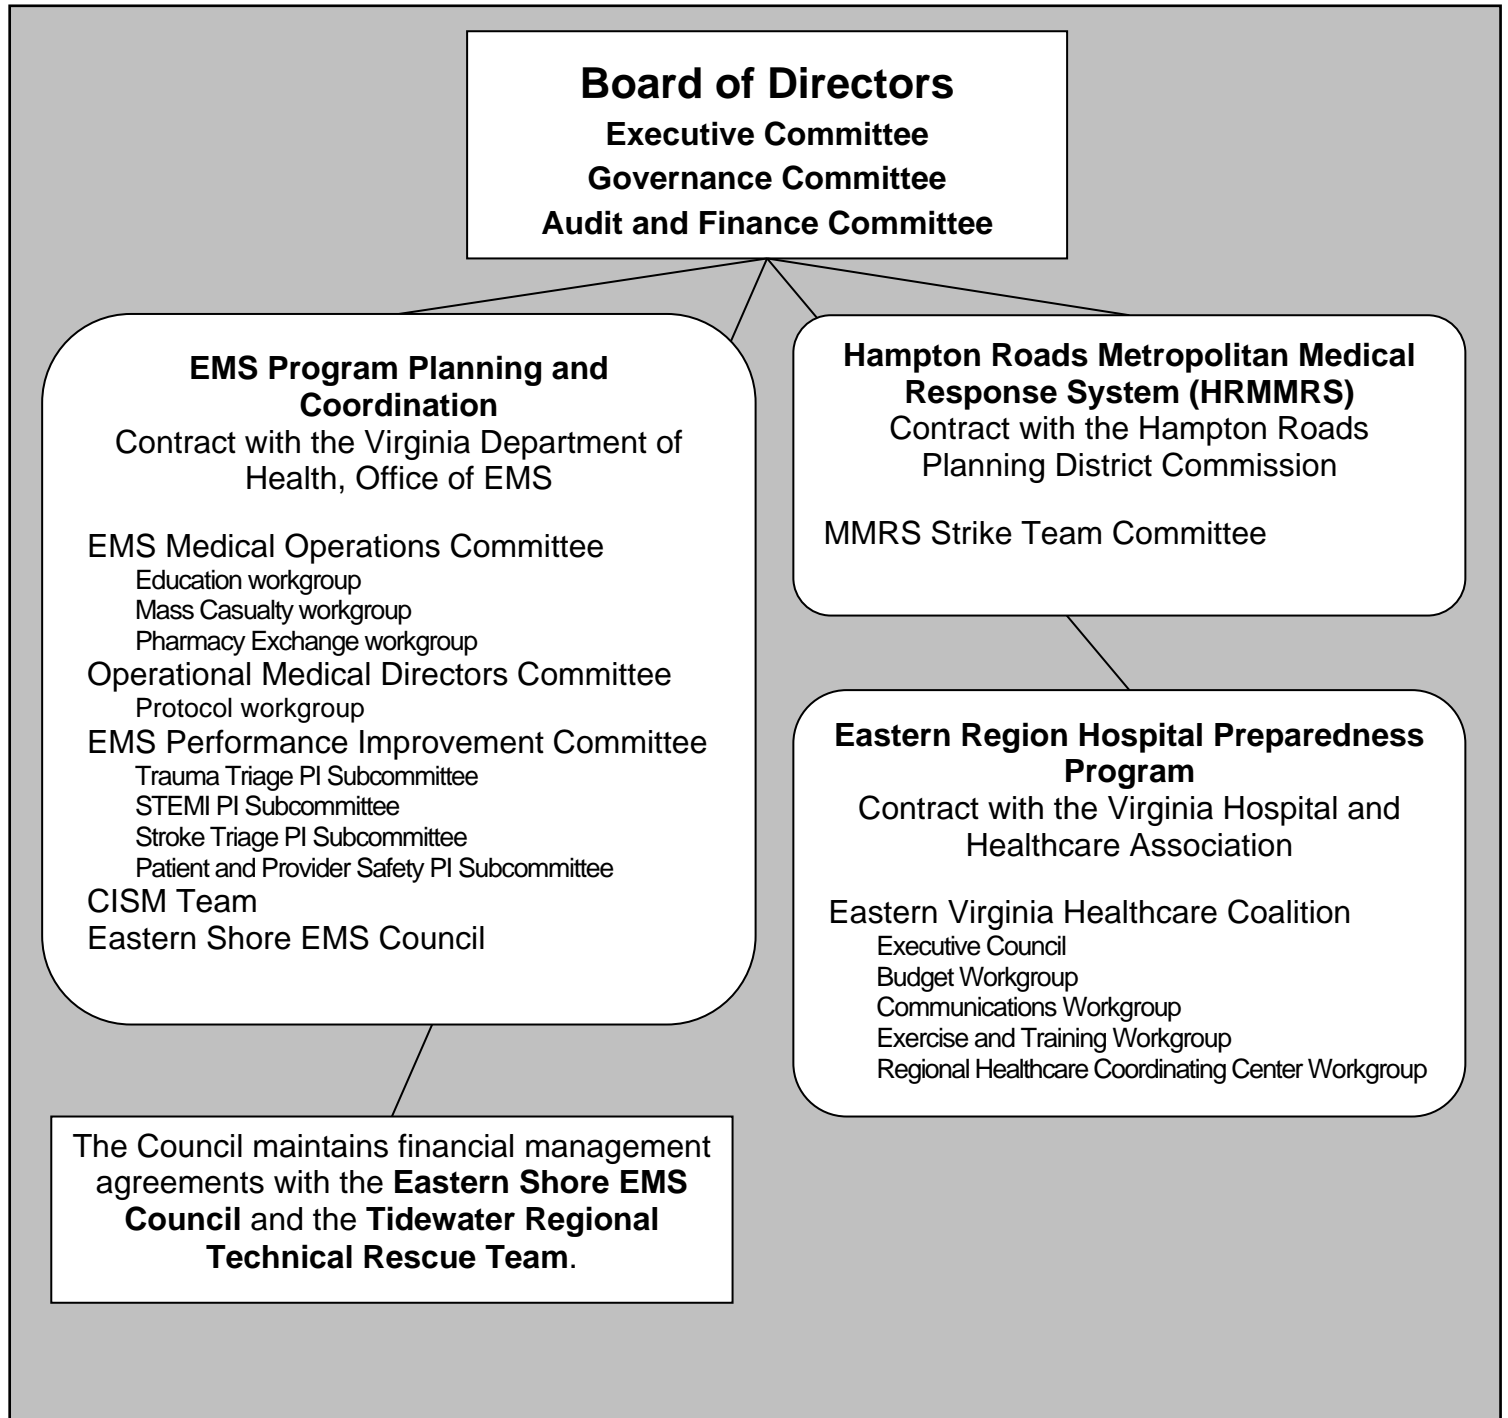 Board of Directors
Executive Committee
Governance Committee
Audit and Finance Committee
EMS Program Planning and
Coordination
Contract with the Virginia Department of
Health, Office of EMS
EMS Medical Operations Committee
Education workgroup
Mass Casualty workgroup
Pharmacy Exchange workgroup
Operational Medical Directors Committee
Protocol workgroup
EMS Performance Improvement Committee
Trauma Triage PI Subcommittee
STEMI PI Subcommittee
Stroke Triage PI Subcommittee
Patient and Provider Safety PI Subcommittee
CISM Team
Eastern Shore EMS Council
Hampton Roads Metropolitan Medical
Response System (HRMMRS)
Contract with the Hampton Roads
Planning District Commission
MMRS Strike Team Committee
Eastern Region Hospital Preparedness
Program
Contract with the Virginia Hospital and
Healthcare Association
Eastern Virginia Healthcare Coalition
Executive Council
Budget Workgroup
Communications Workgroup
Exercise and Training Workgroup
Regional Healthcare Coordinating Center Workgroup
The Council maintains financial management
agreements with the Eastern Shore EMS
Council and the Tidewater Regional
Technical Rescue Team.